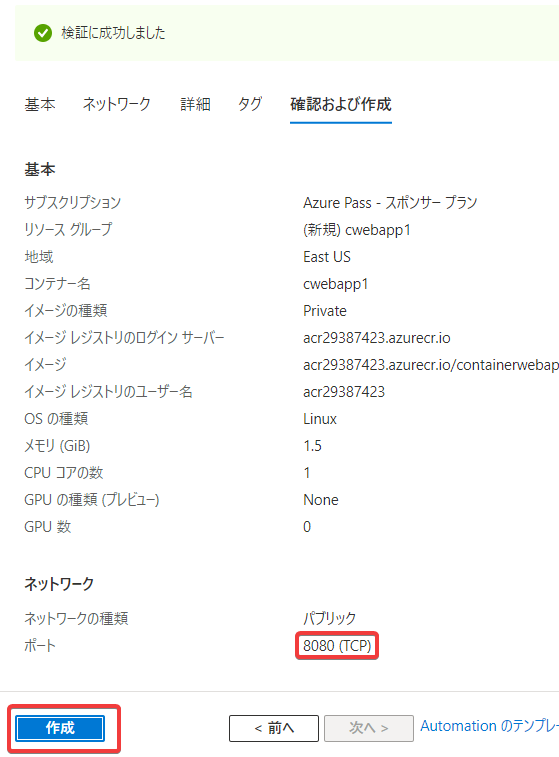 検証に成功しました
基本 ネットワーク 詳細 タグ 確認および作成
基本
サブスクリプション Azure Pass - スポンサー プラン
リソース グループ (新規) cwebapp1
地域 East US
コンテナー名 cwebapp1
イメージの種類 Private
イメージ レジストリのログイン サーバー acr29387423.azurecr.io
イメージ acr29387423.azurecr.io/containerwebap
イメージ レジストリのユーザー名 acr29387423
OS の種類 Linux
メモリ (GiB) 1.5
CPU コアの数 1
GPU の種類 (プレビュー) None
GPU 数 0
ネットワーク
ネットワークの種類 パブリック
ポート 8080 (TCP)
作成 < 前へ 次へ > Automation のテンプレー